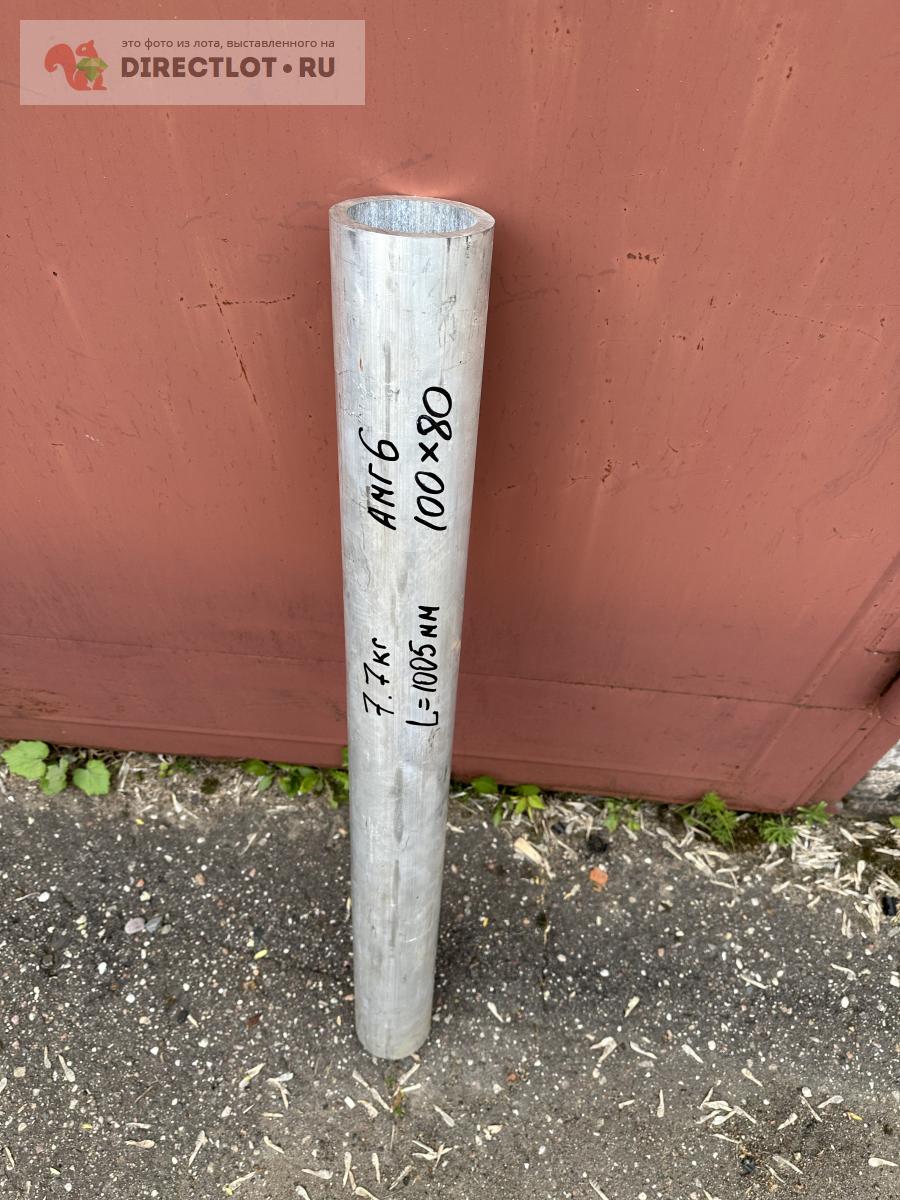 это фото из лота, выставленного на
DIRECTLOT•RU
АМГ6
100×80
7.7кг
L=1005мм